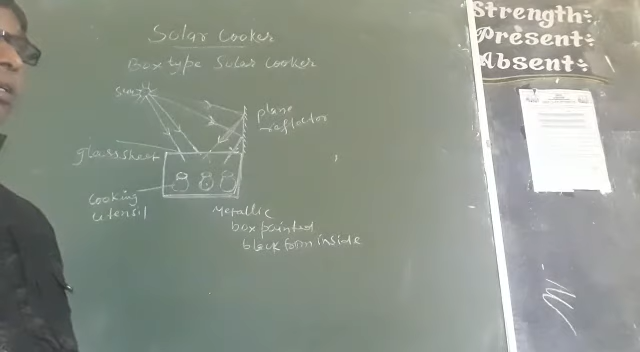 Solar Cooker
Box type Solar Cooker
Sun
plane
reflector
glass sheet
Cooking
utensil
Metallic
box painted
black form inside
Strength:
Present:
Absent: